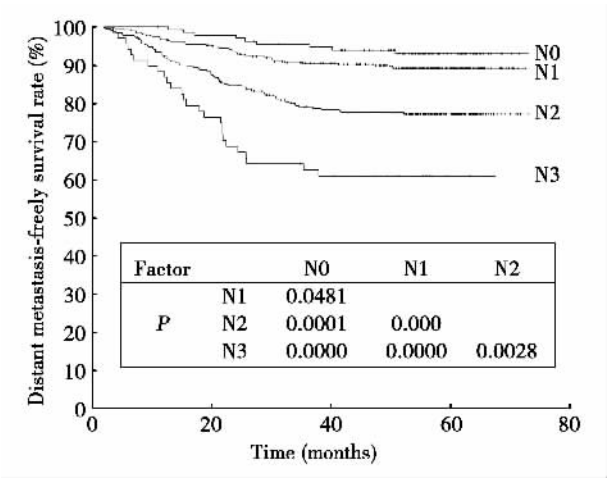 Distant metastasis-freely survival rate (%)
100
90
80
70
60
50
40
30
20
10
0
N0
N1
N2
N3
Factor N0 N1 N2
N1 0.0481
P N2 0.0001 0.000
N3 0.0000 0.0000 0.0028
0 20 40 60 80
Time (months)